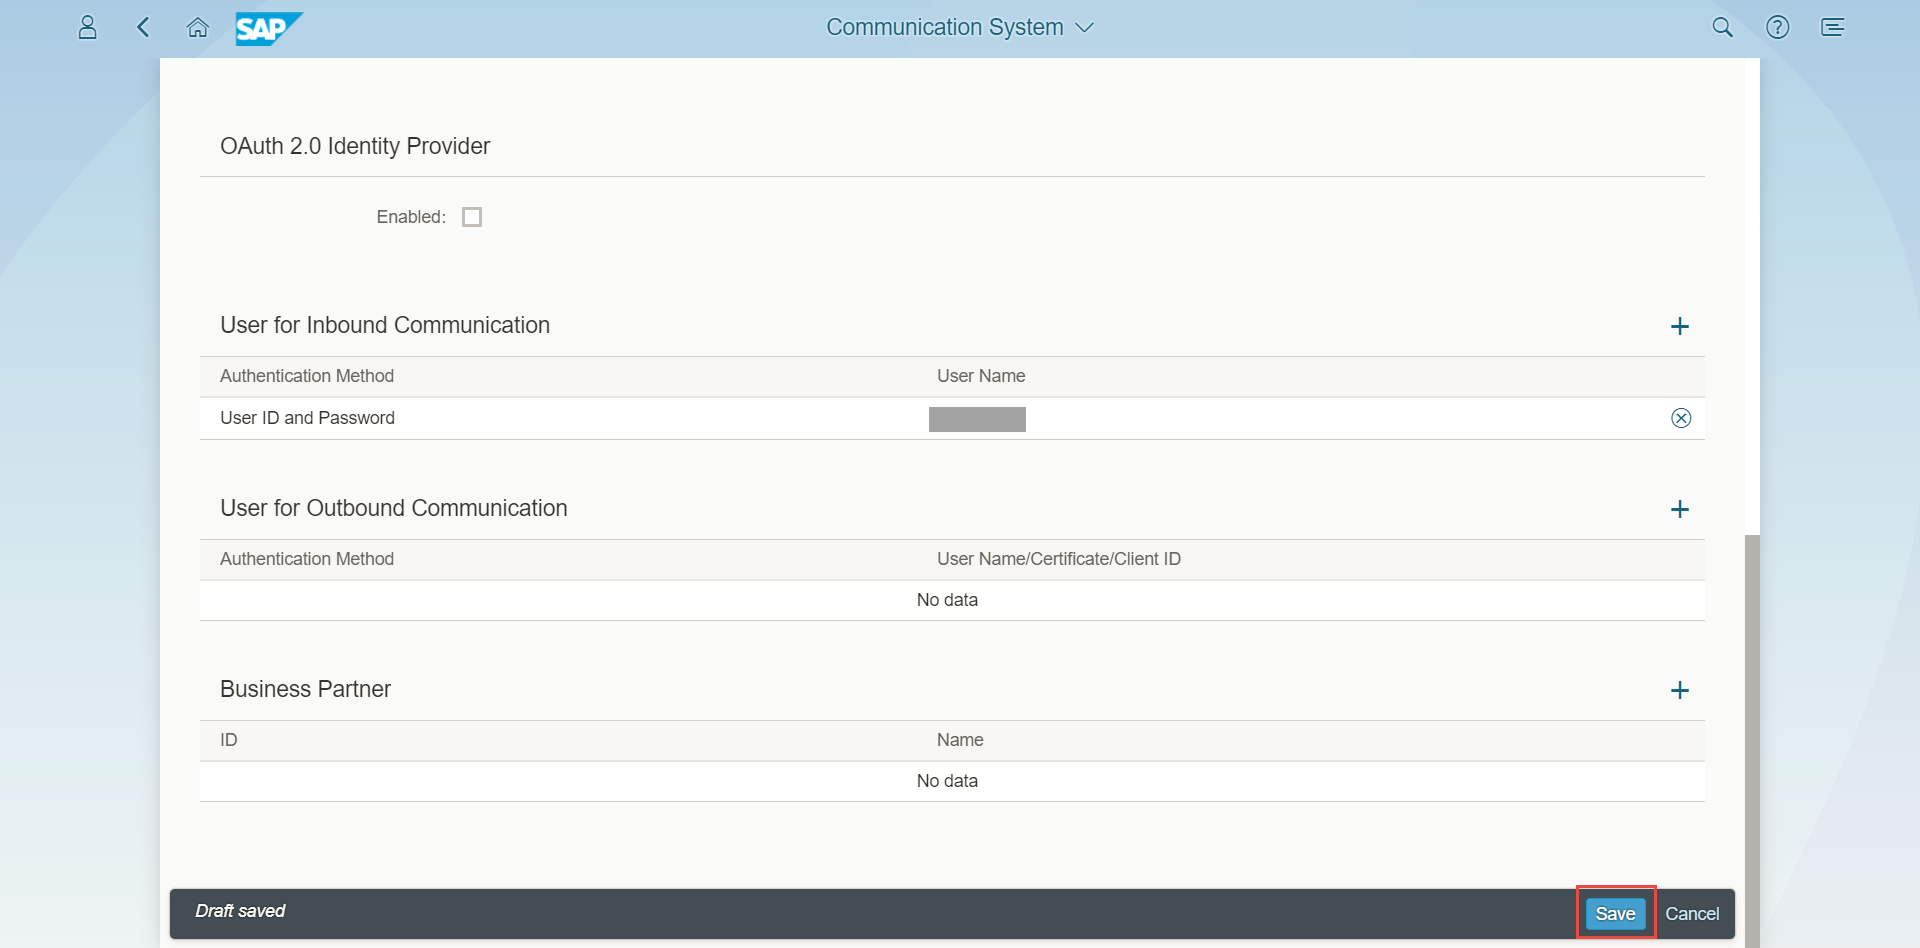 SAP
Communication System
OAuth 2.0 Identity Provider
Enabled:
User for Inbound Communication
Authentication Method User Name
User ID and Password
User for Outbound Communication
Authentication Method User Name/Certificate/Client ID
No data
Business Partner
ID Name
No data
Draft saved Save Cancel